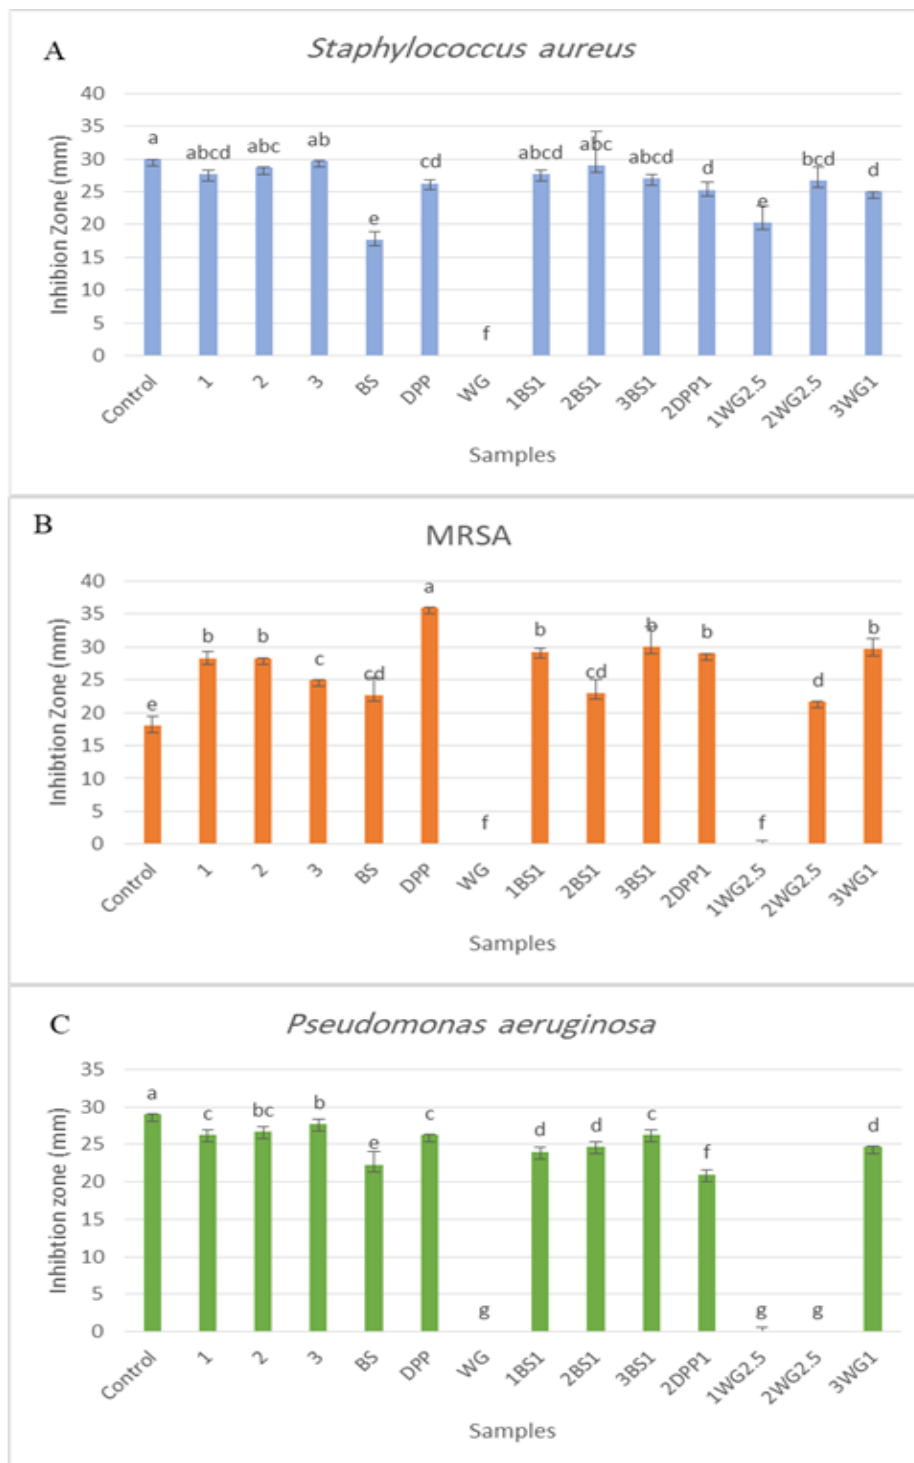 A
Staphylococcus aureus
Inhibion Zone (mm)
40
35
30
25
20
15
10
5
0
a
abcd
abc
ab
e
cd
f
abcd
abc
abcd
d
e
bcd
d
Control
1
2
3
BS
DPP
WG
1BS1
2BS1
3BS1
2DPP1
1WG2.5
2WG2.5
3WG1
Samples
B
MRSA
Inhibtion Zone (mm)
40
35
30
25
20
15
10
5
0
e
b
b
c
cd
a
f
b
cd
b
b
f
d
b
Control
1
2
3
BS
DPP
WG
1BS1
2BS1
3BS1
2DPP1
1WG2.5
2WG2.5
3WG1
Samples
C
Pseudomonas aeruginosa
Inhibtion zone (mm)
35
30
25
20
15
10
5
0
a
c
bc
b
e
c
g
d
d
c
f
g
g
d
Control
1
2
3
BS
DPP
WG
1BS1
2BS1
3BS1
2DPP1
1WG2.5
2WG2.5
3WG1
Samples